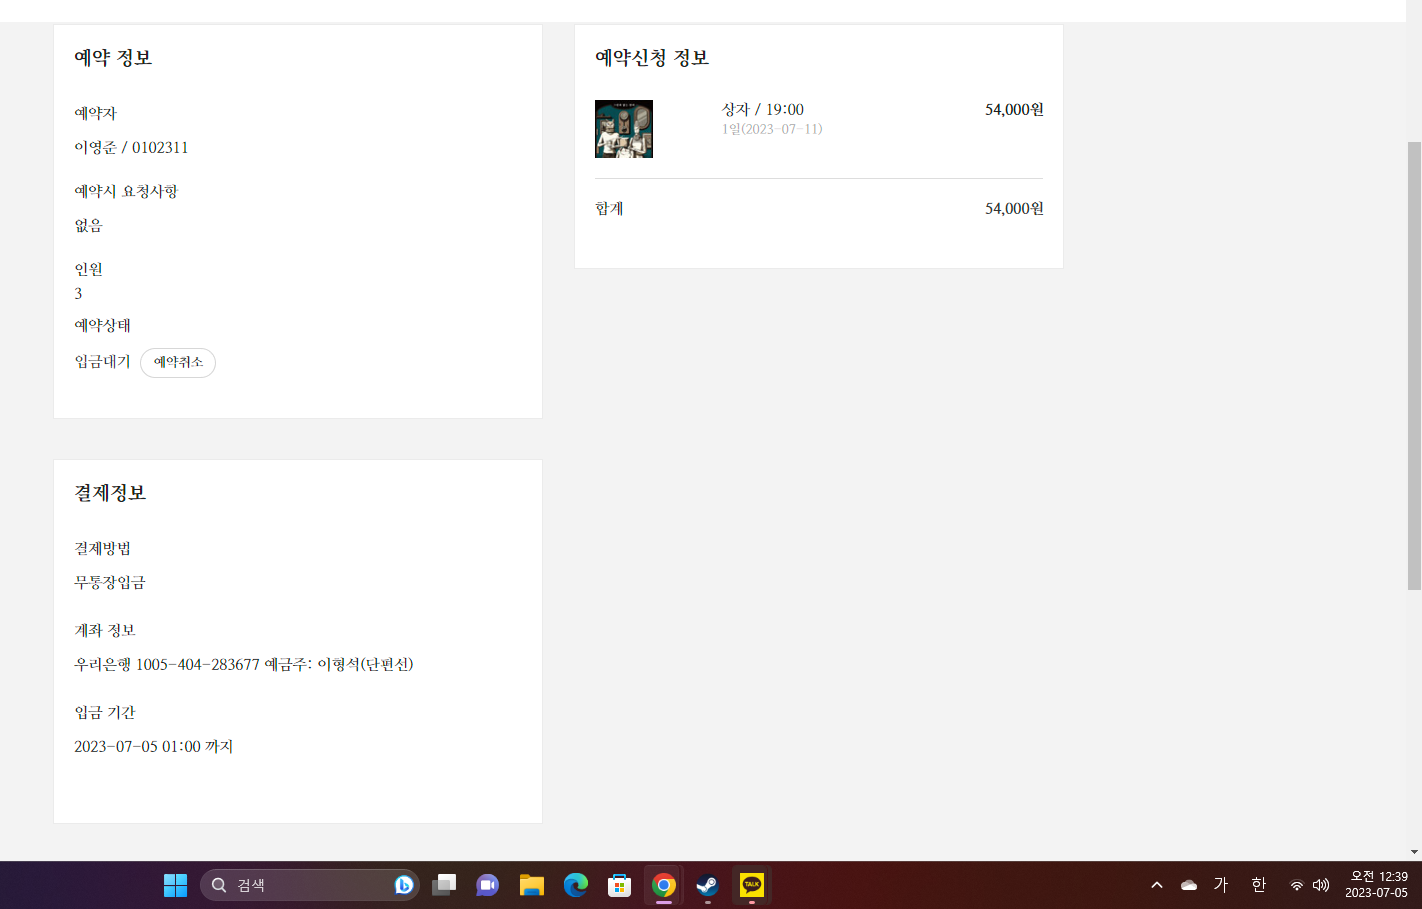 예약 정보
예약자
이영준 / 0102311
예약시 요청사항
없음
인원
3
예약상태
입금대기 예약취소
예약신청 정보
상자 / 19:00 54,000원
1일(2023-07-11)
합계 54,000원
결제정보
결제방법
무통장입금
계좌 정보
우리은행 1005-404-283677 예금주: 이형석(단편선)
입금 기간
2023-07-05 01:00 까지
검색
TALK
가 한
오전 12:39
2023-07-05